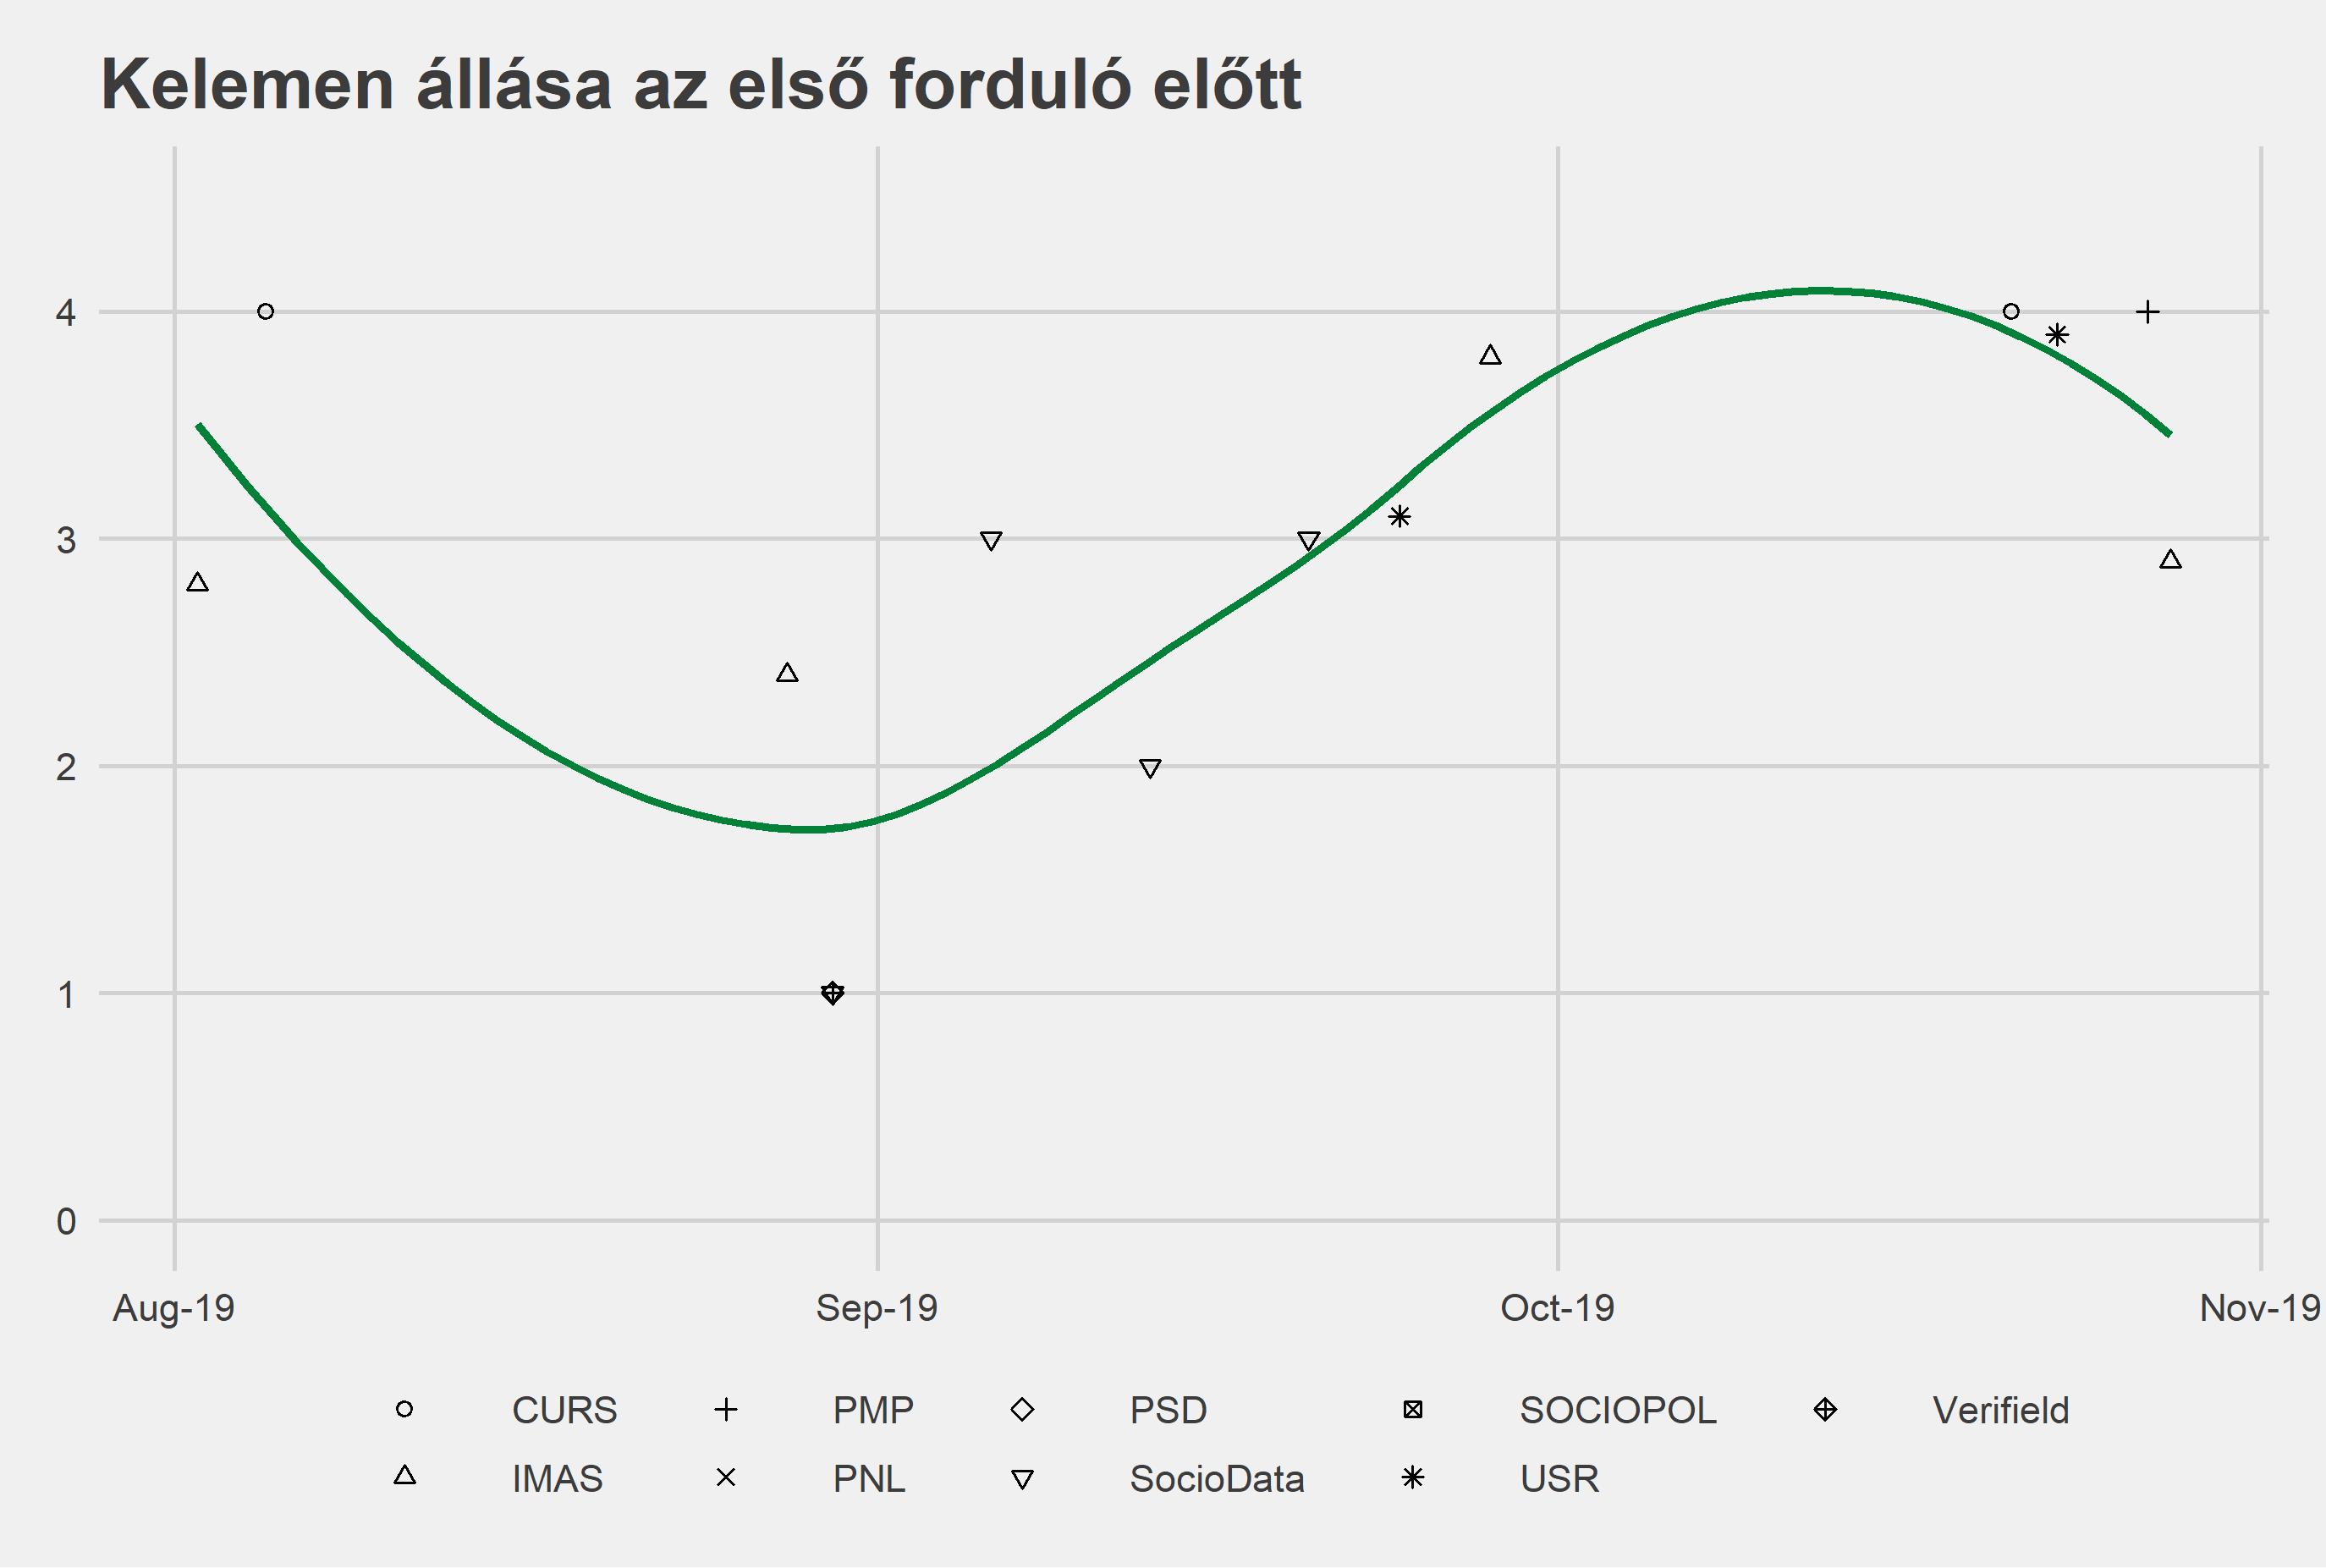 Kelemen állása az első forduló előtt
4
3
2
1
0
Aug-19 Sep-19 Oct-19 Nov-19
CURS PMP PSD SOCIOPOL Verifield
IMAS PNL SocioData USR